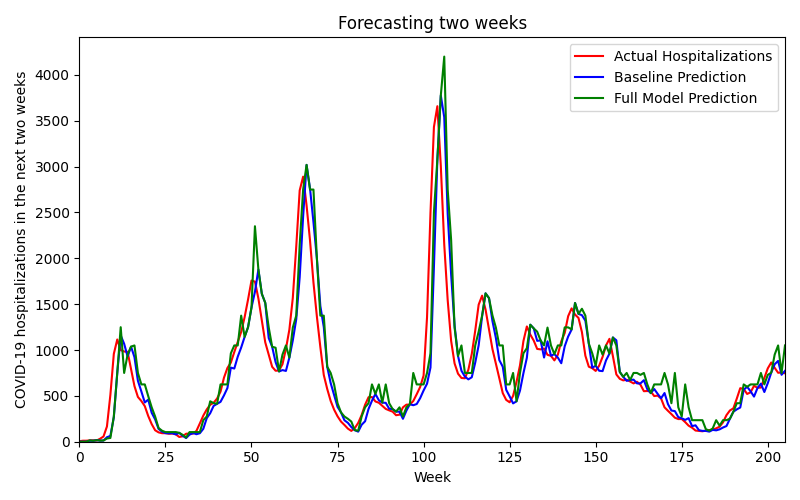 Forecasting two weeks
COVID-19 hospitalizations in the next two weeks
4000
3500
3000
2500
2000
1500
1000
500
0
Actual Hospitalizations
Baseline Prediction
Full Model Prediction
0 25 50 75 100 125 150 175 200
Week